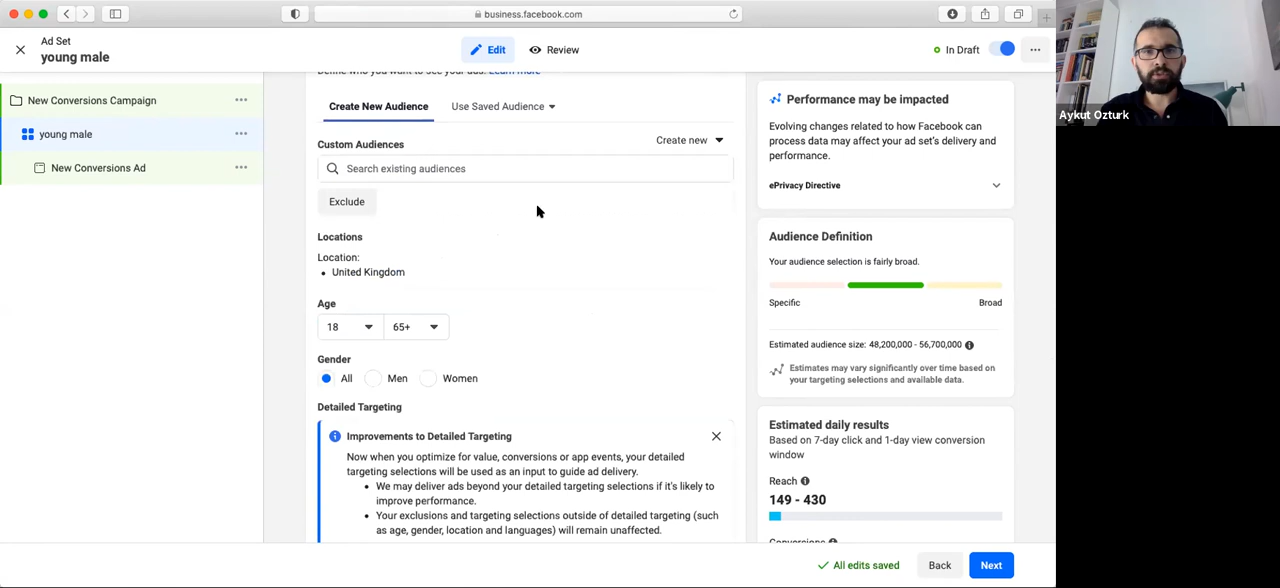 business.facebook.com
Ad Set
young male
Edit
Review
In Draft
New Conversions Campaign
young male
New Conversions Ad
Learn more
Create New Audience
Use Saved Audience
Custom Audiences
Create new
Search existing audiences
Exclude
Locations
Location:
United Kingdom
Age
18
65+
Gender
All
Men
Women
Detailed Targeting
Improvements to Detailed Targeting
Now when you optimize for value, conversions or app events, your detailed
targeting selections will be used as an input to guide ad delivery.
• We may deliver ads beyond your detailed targeting selections if it's likely to
improve performance.
• Your exclusions and targeting selections outside of detailed targeting (such
as age, gender, location and languages) will remain unaffected.
Performance may be impacted
Evolving changes related to how Facebook can
process data may affect your ad set's delivery and
performance.
ePrivacy Directive
Audience Definition
Your audience selection is fairly broad.
Specific
Broad
Estimated audience size: 48,200,000 - 56,700,000
Estimates may vary significantly over time based on
your targeting selections and available data.
Estimated daily results
Based on 7-day click and 1-day view conversion
window
Reach
149 - 430
All edits saved
Back
Next
Aykut Ozturk